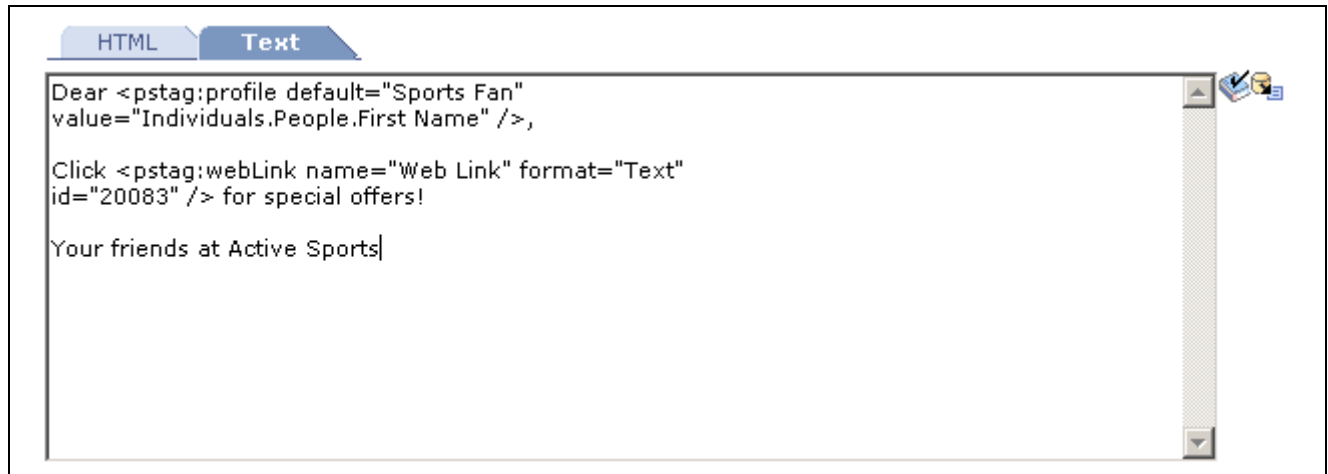 HTML Text
Dear <pstag:profile default="Sports Fan"
value="Individuals.People.First Name" />,
Click <pstag:webLink name="Web Link" format="Text"
id="20083" /> for special offers!
Your friends at Active Sports